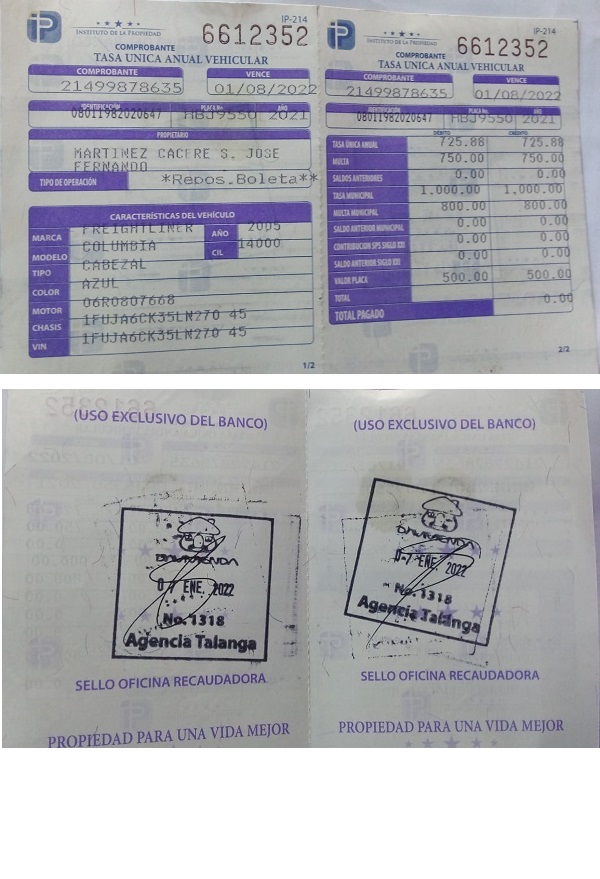 iP
INSTITUTO DE LA PROPIEDAD
IP-214
6612352
COMPROBANTE
TASA UNICA ANUAL VEHICULAR
COMPROBANTE VENCE
21499878635 01/08/2022
IDENTIFICACIÓN PLACA No. AÑO
08011982020647 HBJ9550 2021
PROPIETARIO
MARTINEZ CACERE S. JOSE
FERNANDO
TIPO DE OPERACIÓN *Repos.Boleta**
CARACTERÍSTICAS DEL VEHÍCULO
MARCA FREIGHTLINER AÑO 2005
MODELO COLUMBIA CIL 14000
TIPO CABEZAL
COLOR AZUL
MOTOR 06R0807668
CHASIS 1FUJA6CK35LN270 45
VIN 1FUJA6CK35LN270 45
1/2
iP
INSTITUTO DE LA PROPIEDAD
IP-214
6612352
COMPROBANTE
TASA UNICA ANUAL VEHICULAR
COMPROBANTE VENCE
21499878635 01/08/2022
IDENTIFICACIÓN PLACA No. AÑO
08011982020647 HBJ9550 2021
DEBITO CREDITO
TASA ÚNICA ANUAL 725.88 725.88
MULTA 750.00 750.00
SALDOS ANTERIORES 0.00 0.00
TASA MUNICIPAL 1,000.00 1,000.00
MULTA MUNICIPAL 800.00 800.00
SALDO ANTERIOR MUNICIPAL 0.00 0.00
CONTRIBUCION SPS SIGLO XXI 0.00 0.00
SALDO ANTERIOR SIGLO XXI 0.00 0.00
VALOR PLACA 500.00 500.00
TOTAL 0.00
TOTAL PAGADO
2/2
(USO EXCLUSIVO DEL BANCO)
DAVIVIENDA
07 ENE. 2022
No. 1318
Agencia Talanga
SELLO OFICINA RECAUDADORA
PROPIEDAD PARA UNA VIDA MEJOR
(USO EXCLUSIVO DEL BANCO)
DAVIVIENDA
07 ENE. 2022
No. 1318
Agencia Talanga
SELLO OFICINA RECAUDADORA
PROPIEDAD PARA UNA VIDA MEJOR